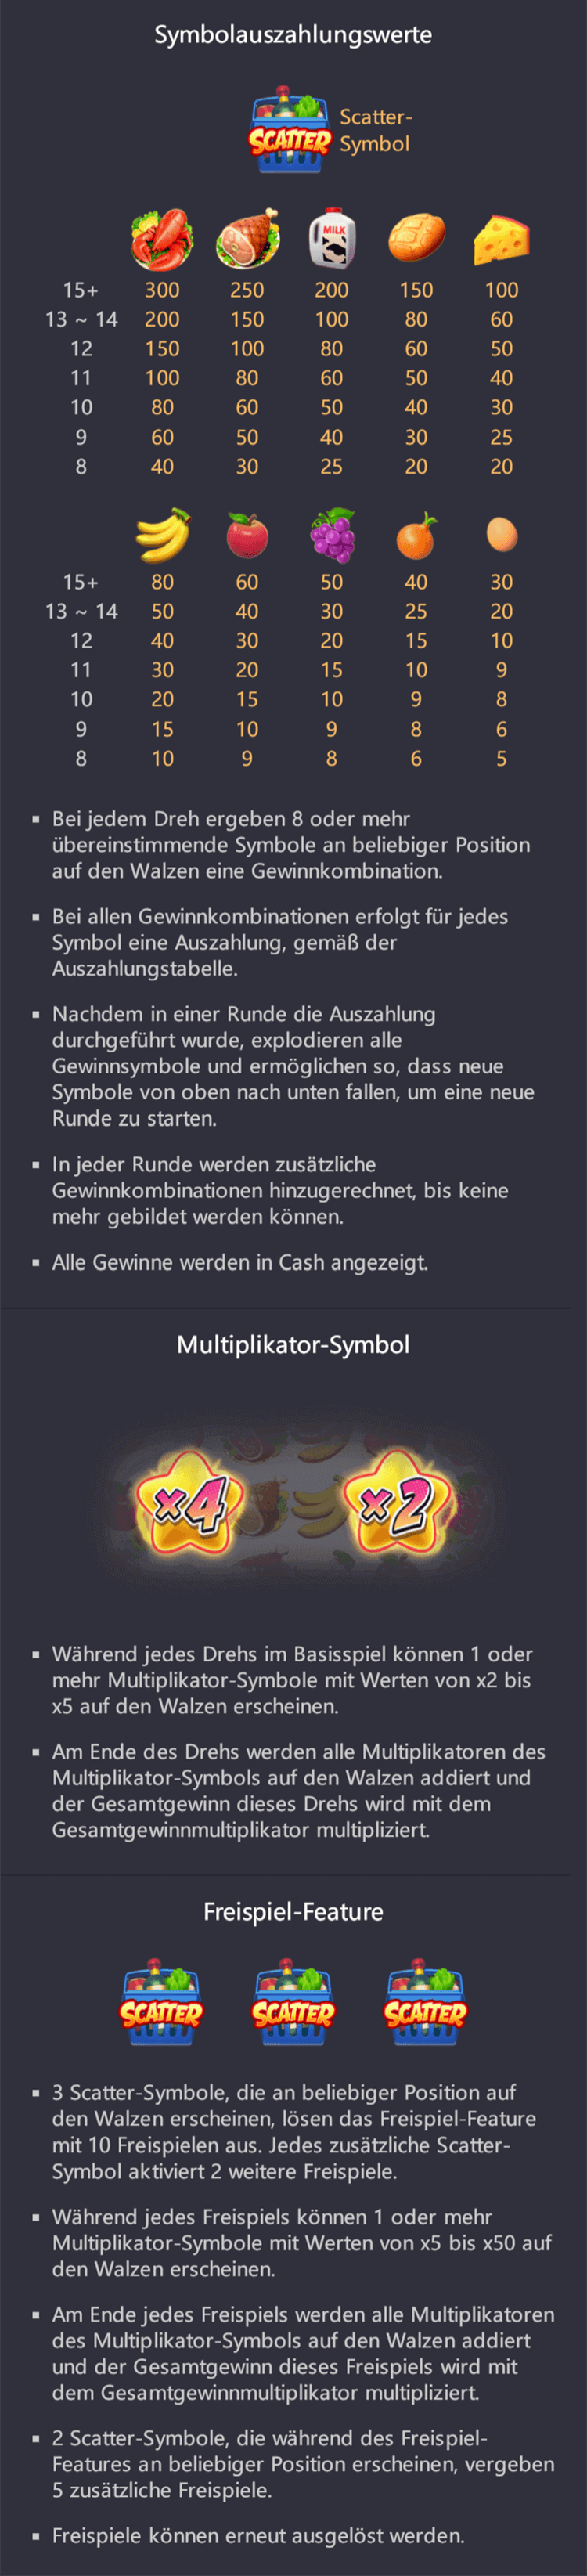 Symbolauszahlungswerte
SCATTER
Scatter-
Symbol
MILK
15+ 300 250 200 150 100
13 ~ 14 200 150 100 80 60
12 150 100 80 60 50
11 100 80 60 50 40
10 80 60 50 40 30
9 60 50 40 30 25
8 40 30 25 20 20
15+ 80 60 50 40 30
13 ~ 14 50 40 30 25 20
12 40 30 20 15 10
11 30 20 15 10 9
10 20 15 10 9 8
9 15 10 9 8 6
8 10 9 8 6 5
▪ Bei jedem Dreh ergeben 8 oder mehr
übereinstimmende Symbole an beliebiger Position
auf den Walzen eine Gewinnkombination.
▪ Bei allen Gewinnkombinationen erfolgt für jedes
Symbol eine Auszahlung, gemäß der
Auszahlungstabelle.
▪ Nachdem in einer Runde die Auszahlung
durchgeführt wurde, explodieren alle
Gewinnsymbole und ermöglichen so, dass neue
Symbole von oben nach unten fallen, um eine neue
Runde zu starten.
▪ In jeder Runde werden zusätzliche
Gewinnkombinationen hinzugerechnet, bis keine
mehr gebildet werden können.
▪ Alle Gewinne werden in Cash angezeigt.
Multiplikator-Symbol
x4 x2
▪ Während jedes Drehs im Basisspiel können 1 oder
mehr Multiplikator-Symbole mit Werten von x2 bis
x5 auf den Walzen erscheinen.
▪ Am Ende des Drehs werden alle Multiplikatoren des
Multiplikator-Symbols auf den Walzen addiert und
der Gesamtgewinn dieses Drehs wird mit dem
Gesamtgewinnmultiplikator multipliziert.
Freispiel-Feature
SCATTER SCATTER SCATTER
▪ 3 Scatter-Symbole, die an beliebiger Position auf
den Walzen erscheinen, lösen das Freispiel-Feature
mit 10 Freispielen aus. Jedes zusätzliche Scatter-
Symbol aktiviert 2 weitere Freispiele.
▪ Während jedes Freispiels können 1 oder mehr
Multiplikator-Symbole mit Werten von x5 bis x50 auf
den Walzen erscheinen.
▪ Am Ende jedes Freispiels werden alle Multiplikatoren
des Multiplikator-Symbols auf den Walzen addiert
und der Gesamtgewinn dieses Freispiels wird mit
dem Gesamtgewinnmultiplikator multipliziert.
▪ 2 Scatter-Symbole, die während des Freispiel-
Features an beliebiger Position erscheinen, vergeben
5 zusätzliche Freispiele.
▪ Freispiele können erneut ausgelöst werden.